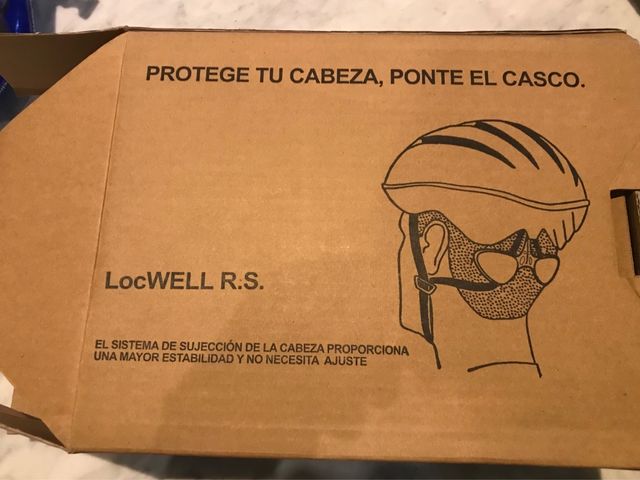 PROTEGE TU CABEZA, PONTE EL CASCO.
LocWELL R.S.
EL SISTEMA DE SUJECCIÓN DE LA CABEZA PROPORCIONA
UNA MAYOR ESTABILIDAD Y NO NECESITA AJUSTE